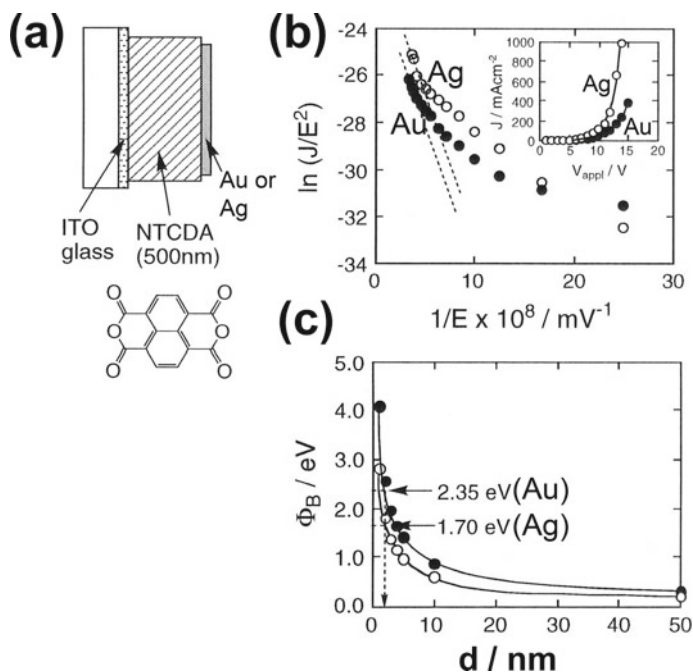 (a)
ITO
glass
NTCDA
(500nm)
Au or
Ag
O O
O O
O O
(b)
ln (J/E²)
-24
-26
-28
-30
-32
-34
0 10 20 30
1/E x 10⁸ / mV⁻¹
Ag
Au
J / mAcm⁻²
1000
800
600
400
200
0
0 5 10 15 20
V_appl / V
Ag
Au
(c)
Φ_B / eV
5.0
4.0
3.0
2.0
1.0
0.0
0 10 20 30 40 50
d / nm
2.35 eV(Au)
1.70 eV(Ag)